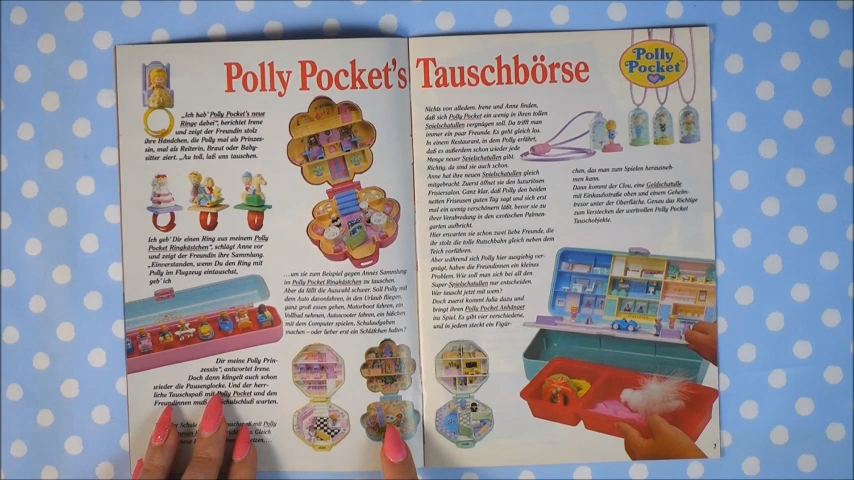 Polly Pocket's Tauschbörse
„Ich hab' Polly Pocket's neue
Ringe dabei", berichtet Irene
und zeigt der Freundin stolz
ihre Händchen, die Polly mal als Prinzes-
sin, mal als Reiterin, Braut oder Baby-
sitter ziert. „Au toll, laß uns tauschen.
Ich geb' Dir einen Ring aus meinem Polly
Pocket Ringkästchen", schlägt Anne vor
und zeigt der Freundin ihre Sammlung.
„Einverstanden, wenn Du den Ring mit
Polly im Flugzeug eintauschst,
geb' ich
Dir meine Polly Prin-
zessin", antwortet Irene.
Doch dann klingelt auch schon
wieder die Pausenglocke. Und der herr-
liche Tauschspaß mit Polly Pocket und den
Freundinnen muß Schulschluß warten.
mit Polly
Gleich
...um sie zum Beispiel gegen Annes Sammlung
im Polly Pocket Ringkästchen zu tauschen.
Aber da fällt die Auswahl schwer. Soll Polly mit
dem Auto davonfahren, in den Urlaub fliegen,
ganz groß essen gehen, Motorboot fahren, ein
Vollbad nehmen, Autoscooter fahren, ein bißchen
mit dem Computer spielen, Schulaufgaben
machen – oder lieber erst ein Schläfchen halten?
Nichts von alledem. Irene und Anne finden,
daß sich Polly Pocket ein wenig in ihren tollen
Spielschatullen vergnügen soll. Da trifft man
immer ein paar Freunde. Es geht gleich los.
In einem Restaurant, in dem Polly erfährt,
daß es außerdem schon wieder jede
Menge neuer Spielschatullen gibt.
Richtig, da sind sie auch schon.
Anne hat ihre neuen Spielschatullen gleich
mitgebracht. Zuerst öffnet sie den luxuriösen
Frisiersalon. Ganz klar, daß Polly den beiden
netten Friseusen guten Tag sagt und sich erst
mal ein wenig verschönern läßt, bevor sie zu
ihrer Verabredung in den exotischen Palmen-
garten aufbricht.
Hier erwarten sie schon zwei liebe Freunde, die
ihr stolz die tolle Rutschbahn gleich neben dem
Teich vorführen.
Aber während sich Polly hier ausgiebig ver-
gnügt, haben die Freundinnen ein kleines
Problem. Wie soll man sich bei all den
Super-Spielschatullen nur entscheiden.
Wer tauscht jetzt mit wem?
Doch zuerst kommt Julia dazu und
bringt ihren Polly Pocket Anhänger
ins Spiel. Es gibt vier verschiedene,
und in jedem steckt ein Figür-
Polly
Pocket
chen, das man zum Spielen herausneh-
men kann.
Dann kommt der Clou, eine Geldschatulle
mit Einkaufsstraße oben und einem Geheim-
tresor unter der Oberfläche. Genau das Richtige
zum Verstecken der wertvollen Polly Pocket
Tauschobjekte.
7